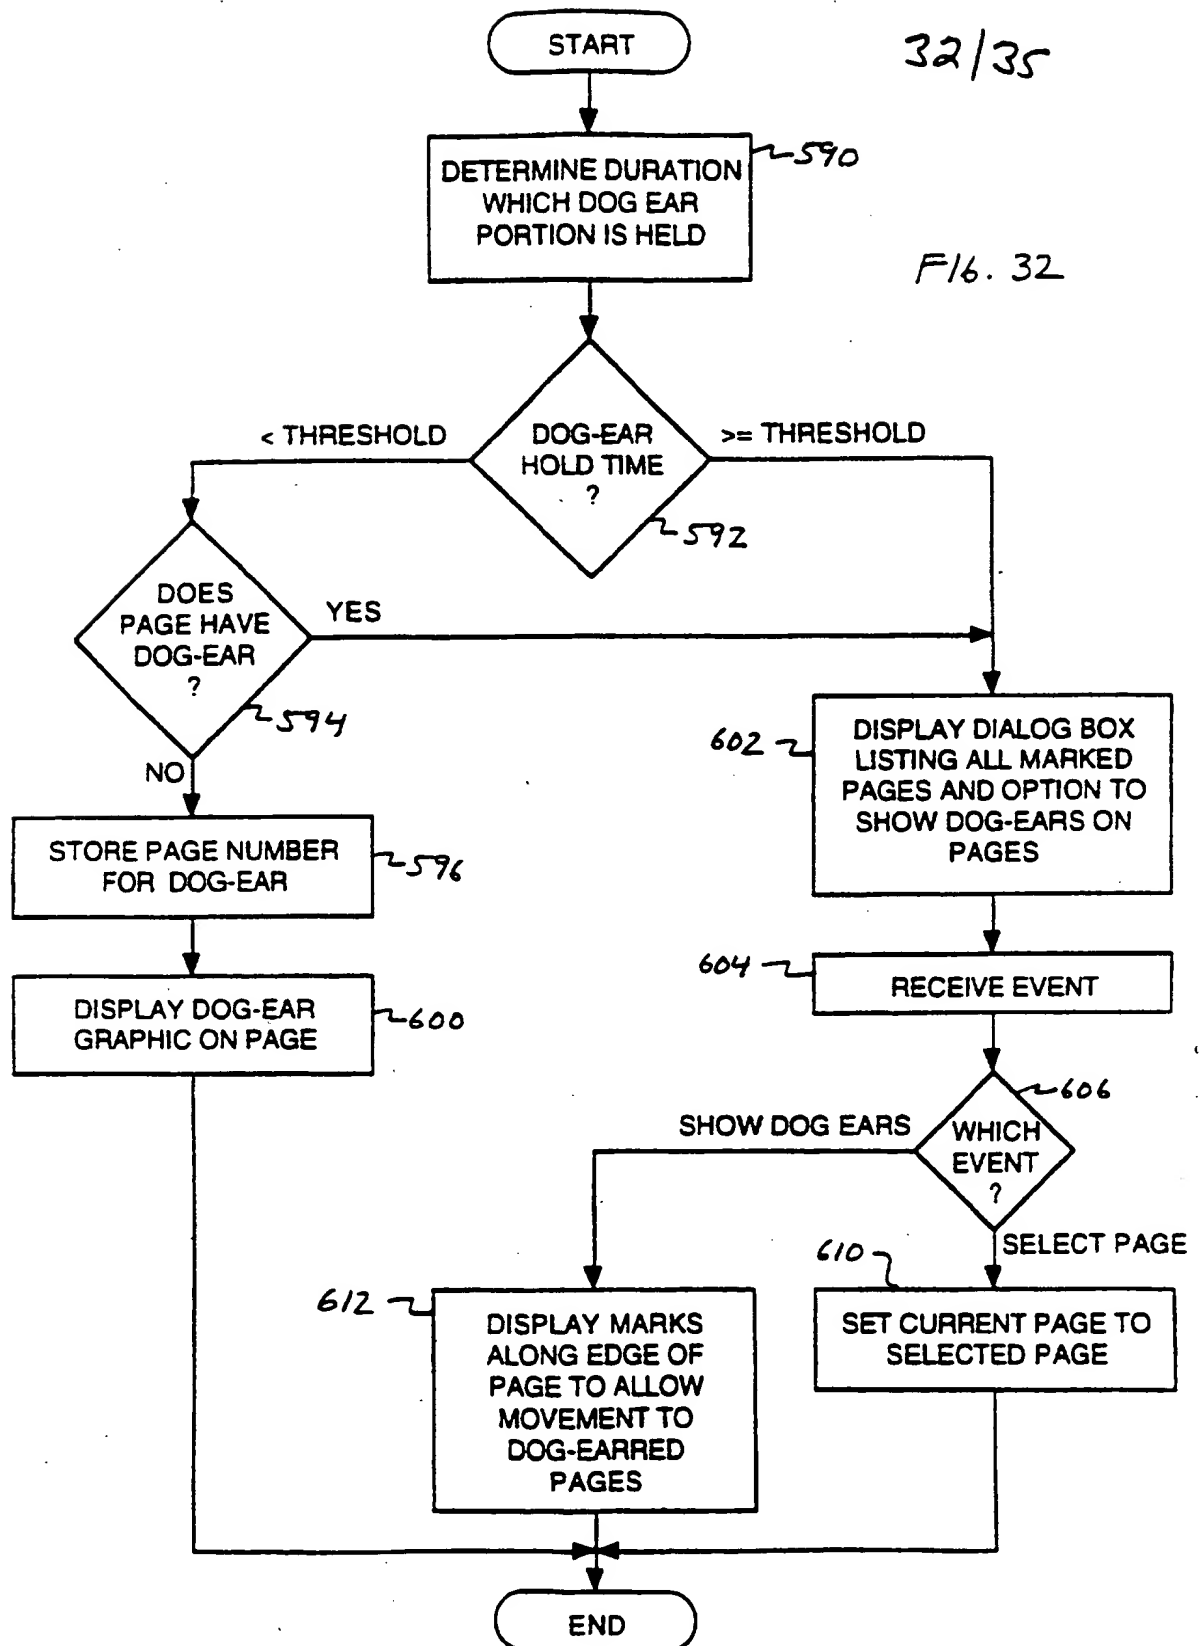 START
32/35
590
DETERMINE DURATION
WHICH DOG EAR
PORTION IS HELD
FIG. 32
< THRESHOLD
DOG-EAR
HOLD TIME
?
>= THRESHOLD
592
DOES
PAGE HAVE
DOG-EAR
?
YES
594
NO
602
DISPLAY DIALOG BOX
LISTING ALL MARKED
PAGES AND OPTION TO
SHOW DOG-EARS ON
PAGES
STORE PAGE NUMBER
FOR DOG-EAR
596
604
RECEIVE EVENT
DISPLAY DOG-EAR
GRAPHIC ON PAGE
600
606
SHOW DOG EARS
WHICH
EVENT
?
SELECT PAGE
610
612
DISPLAY MARKS
ALONG EDGE OF
PAGE TO ALLOW
MOVEMENT TO
DOG-EARRED
PAGES
SET CURRENT PAGE TO
SELECTED PAGE
END